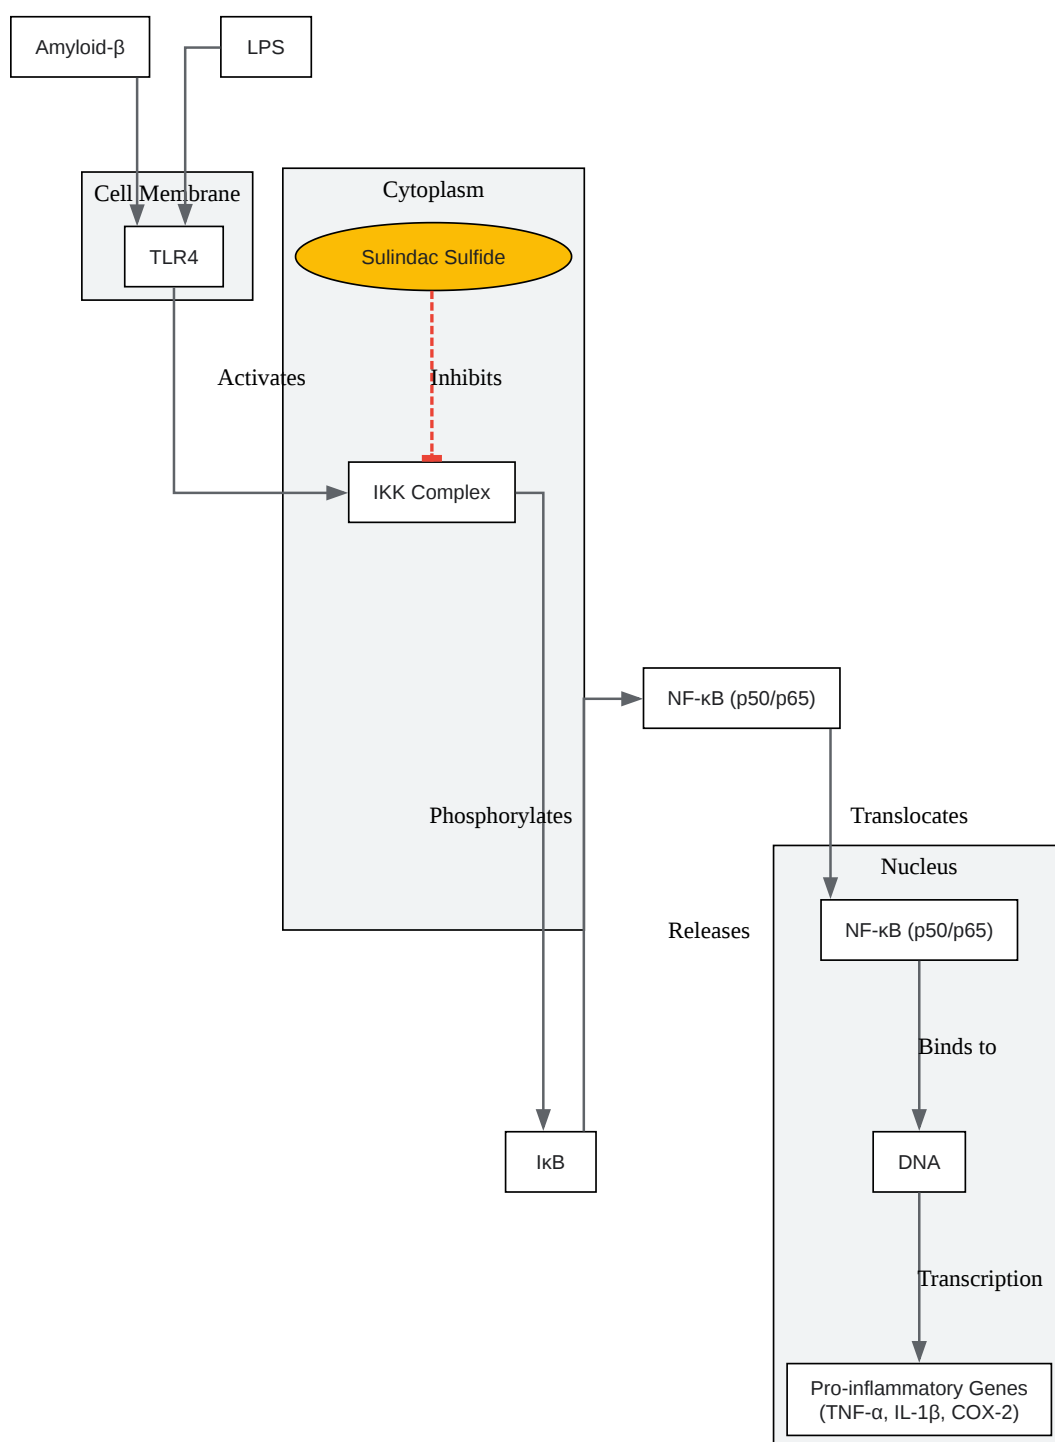 Amyloid-β
LPS
Cell Membrane
TLR4
Cytoplasm
Sulindac Sulfide
Activates
Inhibits
IKK Complex
NF-κB (p50/p65)
Phosphorylates
Translocates
Nucleus
Releases
NF-κB (p50/p65)
Binds to
IκB
DNA
Transcription
Pro-inflammatory Genes
(TNF-α, IL-1β, COX-2)